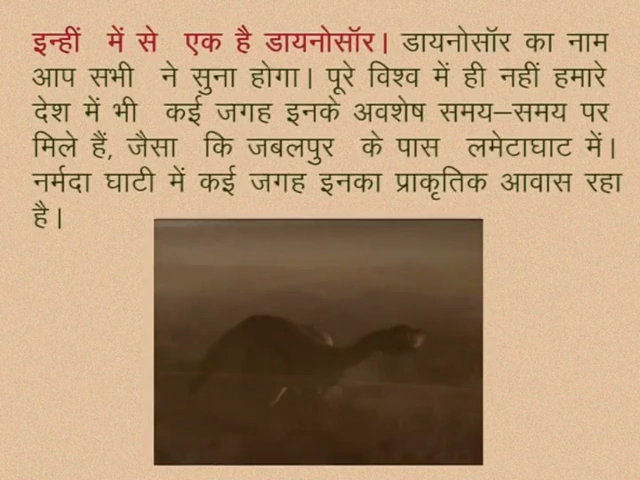 इन्हीं में से एक है डायनोसॉर। डायनोसॉर का नाम
आप सभी ने सुना होगा। पूरे विश्व में ही नहीं हमारे
देश में भी कई जगह इनके अवशेष समय–समय पर
मिले हैं, जैसा कि जबलपुर के पास लमेटाघाट में।
नर्मदा घाटी में कई जगह इनका प्राकृतिक आवास रहा
है।